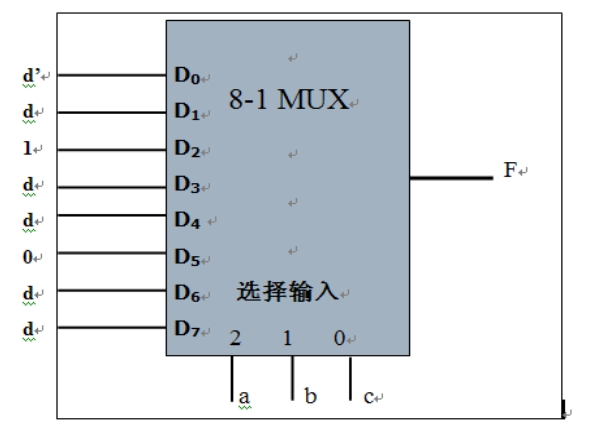 d’ D₀
8-1 MUX
d D₁
1 D₂
d D₃
F
d D₄
0 D₅
d D₆
选择输入
d D₇
2 1 0
a b c